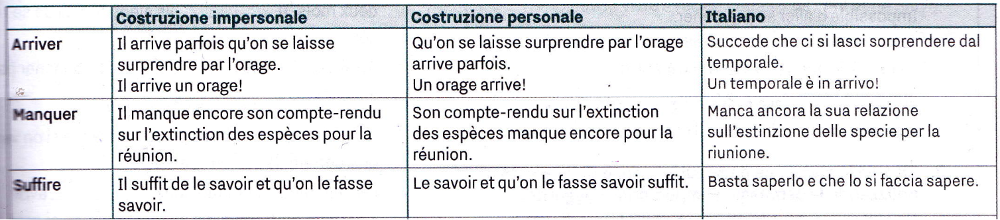 Costruzione impersonale Costruzione personale Italiano
Arriver
Il arrive parfois qu'on se laisse
surprendre par l'orage.
Il arrive un orage!
Qu'on se laisse surprendre par l'orage
arrive parfois.
Un orage arrive!
Succede che ci si lasci sorprendere dal
temporale.
Un temporale è in arrivo!
Manquer
Il manque encore son compte-rendu
sur l'extinction des espèces pour la
réunion.
Son compte-rendu sur l'extinction
des espèces manque encore pour la
réunion.
Manca ancora la sua relazione
sull'estinzione delle specie per la
riunione.
Suffire
Il suffit de le savoir et qu'on le fasse
savoir.
Le savoir et qu'on le fasse savoir suffit.
Basta saperlo e che lo si faccia sapere.